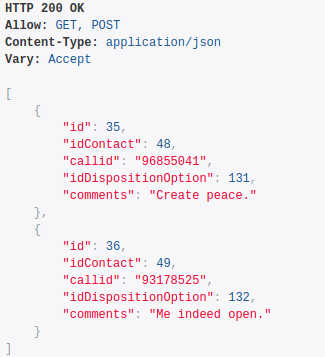 HTTP 200 OK
Allow: GET, POST
Content-Type: application/json
Vary: Accept
[
    {
        "id": 35,
        "idContact": 48,
        "callid": "96855041",
        "idDispositionOption": 131,
        "comments": "Create peace."
    },
    {
        "id": 36,
        "idContact": 49,
        "callid": "93178525",
        "idDispositionOption": 132,
        "comments": "Me indeed open."
    }
]